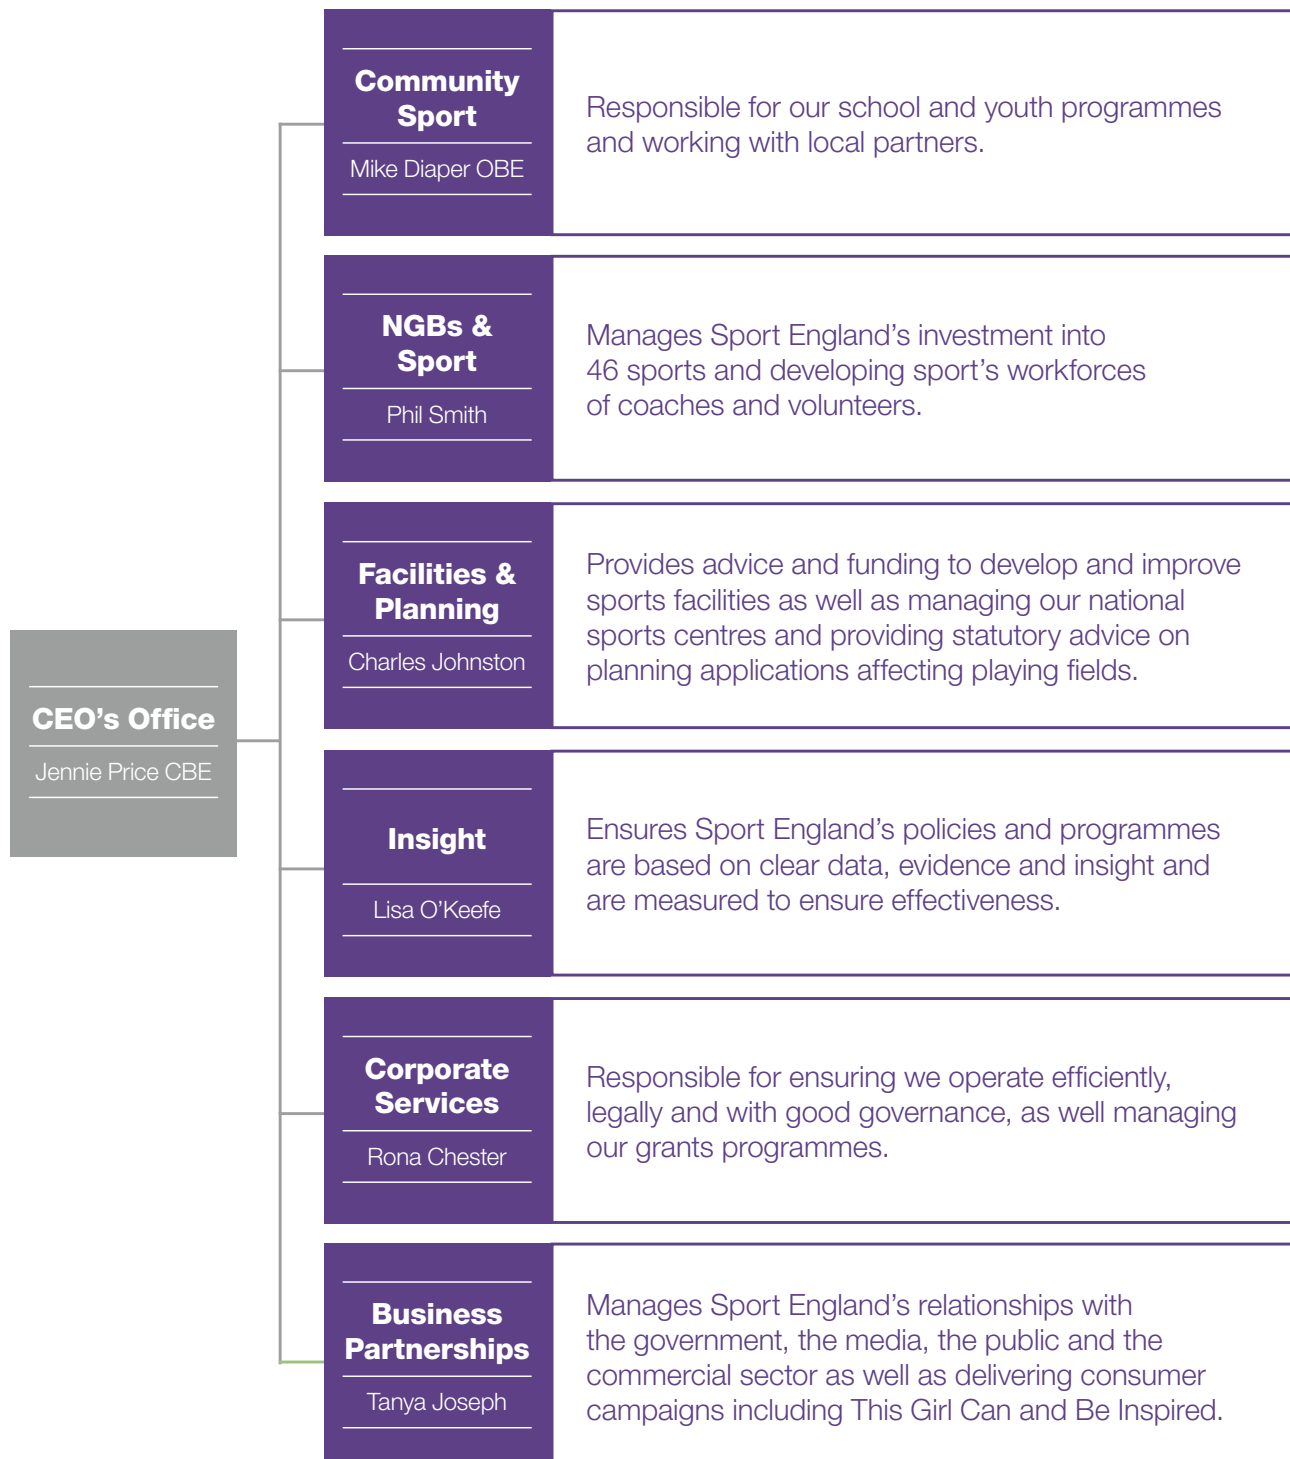 Community
Sport
Mike Diaper OBE
Responsible for our school and youth programmes
and working with local partners.
NGBs &
Sport
Phil Smith
Manages Sport England’s investment into
46 sports and developing sport’s workforces
of coaches and volunteers.
Facilities &
Planning
Charles Johnston
Provides advice and funding to develop and improve
sports facilities as well as managing our national
sports centres and providing statutory advice on
planning applications affecting playing fields.
CEO’s Office
Jennie Price CBE
Insight
Lisa O’Keefe
Ensures Sport England’s policies and programmes
are based on clear data, evidence and insight and
are measured to ensure effectiveness.
Corporate
Services
Rona Chester
Responsible for ensuring we operate efficiently,
legally and with good governance, as well managing
our grants programmes.
Business
Partnerships
Tanya Joseph
Manages Sport England’s relationships with
the government, the media, the public and the
commercial sector as well as delivering consumer
campaigns including This Girl Can and Be Inspired.